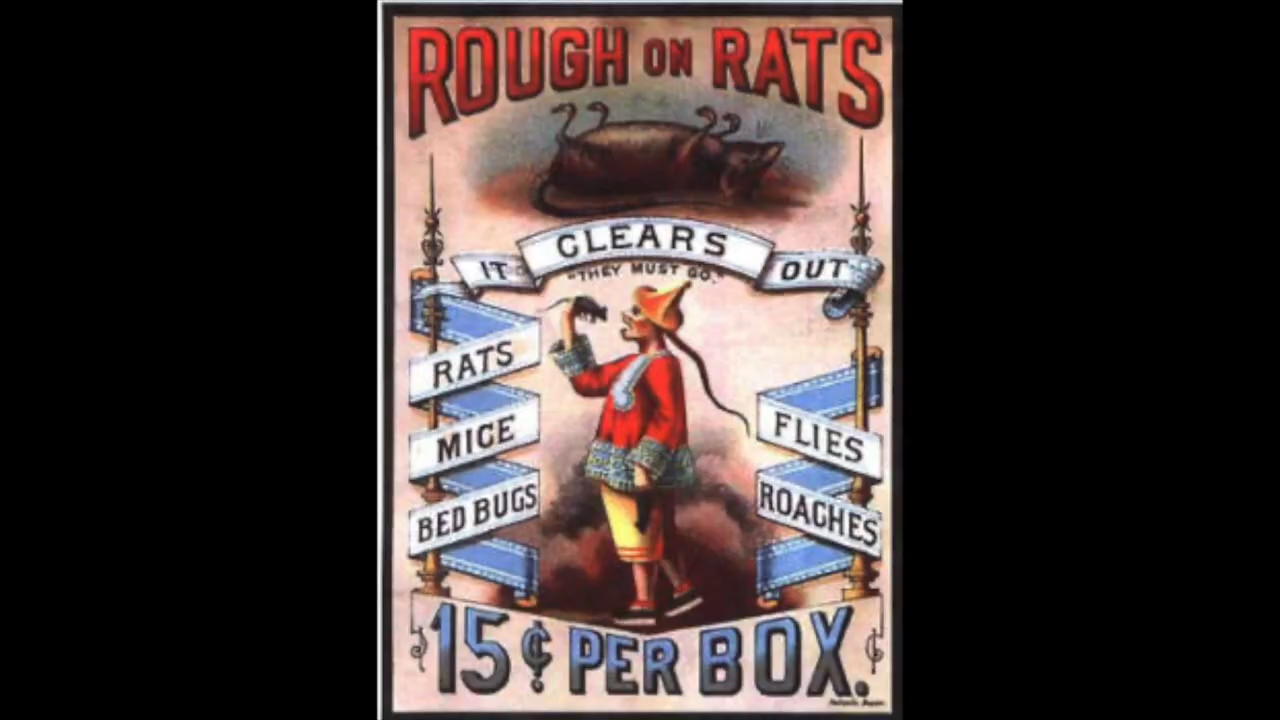 ROUGH ON RATS
IT CLEARS OUT
"THEY MUST GO."
RATS
MICE
BED BUGS
FLIES
ROACHES
15¢ PER BOX.